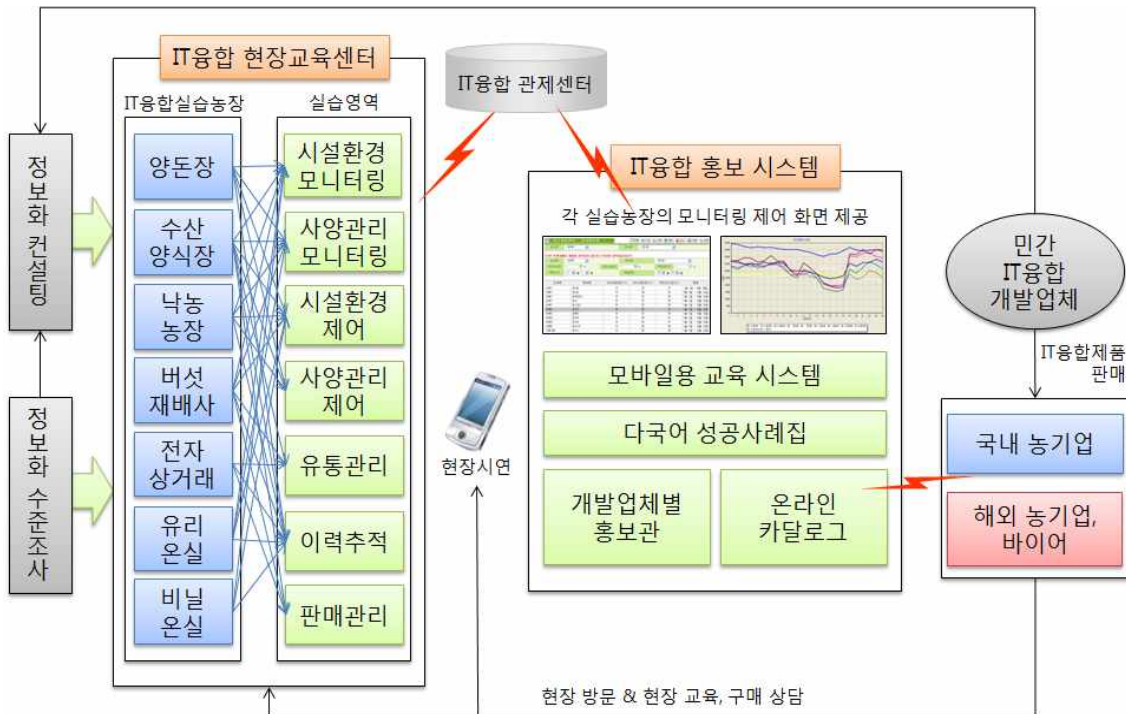 IT융합 현장교육센터
IT융합 관제센터
IT융합실습농장
실습영역
정보화 컨설팅
정보화 수준조사
양돈장
수산
양식장
낙농
농장
버섯
재배사
전자
상거래
유리
온실
비닐
온실
시설환경
모니터링
사양관리
모니터링
시설환경
제어
사양관리
제어
유통관리
이력추적
판매관리
현장시연
IT융합 홍보 시스템
각 실습농장의 모니터링 제어 화면 제공
모바일용 교육 시스템
다국어 성공사례집
개발업체별
홍보관
온라인
카달로그
민간
IT융합
개발업체
IT융합제품
판매
국내 농기업
해외 농기업,
바이어
현장 방문 & 현장 교육, 구매 상담